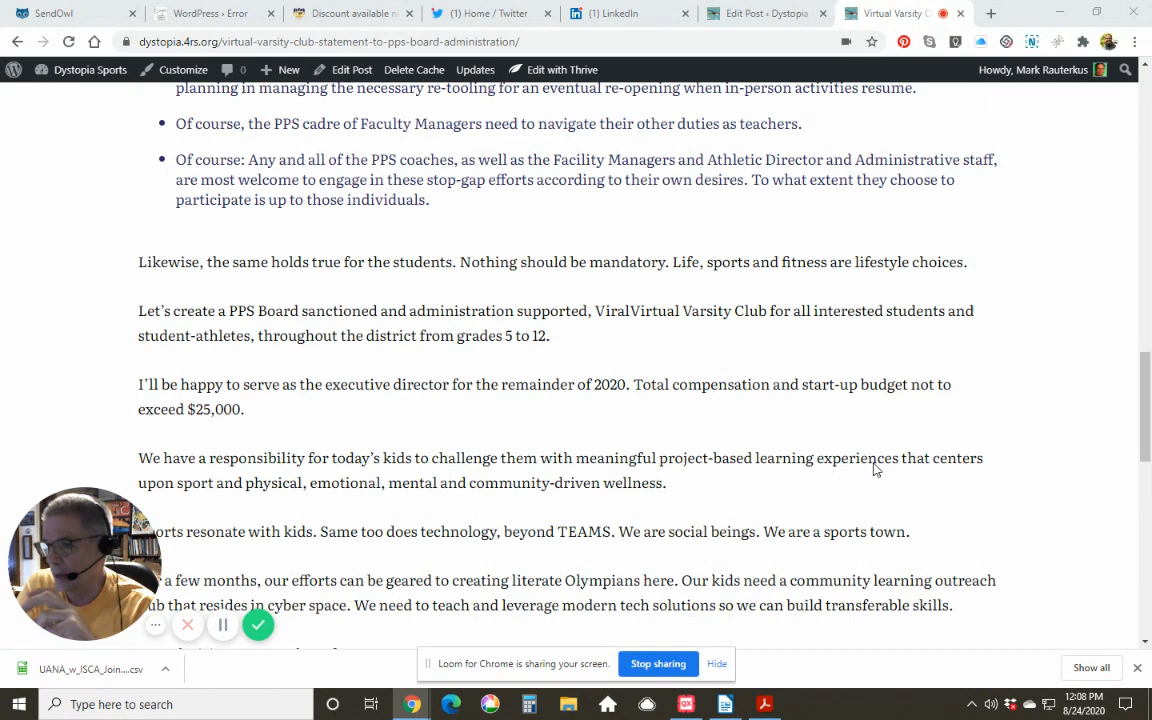 SendOwl
WordPress › Error
Discount available n
(1) Home / Twitter
(1) LinkedIn
Edit Post ‹ Dystopia
Virtual Varsity C
dystopia.4rs.org/virtual-varsity-club-statement-to-pps-board-administration/
Dystopia Sports
Customize
0
New
Edit Post
Delete Cache
Updates
Edit with Thrive
Howdy, Mark Rauterkus
planning in managing the necessary re-tooling for an eventual re-opening when in-person activities resume.
• Of course, the PPS cadre of Faculty Managers need to navigate their other duties as teachers.
• Of course: Any and all of the PPS coaches, as well as the Facility Managers and Athletic Director and Administrative staff,
are most welcome to engage in these stop-gap efforts according to their own desires. To what extent they choose to
participate is up to those individuals.
Likewise, the same holds true for the students. Nothing should be mandatory. Life, sports and fitness are lifestyle choices.
Let's create a PPS Board sanctioned and administration supported, ViralVirtual Varsity Club for all interested students and
student-athletes, throughout the district from grades 5 to 12.
I'll be happy to serve as the executive director for the remainder of 2020. Total compensation and start-up budget not to
exceed $25,000.
We have a responsibility for today's kids to challenge them with meaningful project-based learning experiences that centers
upon sport and physical, emotional, mental and community-driven wellness.
orts resonate with kids. Same too does technology, beyond TEAMS. We are social beings. We are a sports town.
a few months, our efforts can be geared to creating literate Olympians here. Our kids need a community learning outreach
ub that resides in cyber space. We need to teach and leverage modern tech solutions so we can build transferable skills.
Loom for Chrome is sharing your screen.
Stop sharing
Hide
UANA_w_ISCA_Join....csv
Show all
Type here to search
12:08 PM
8/24/2020